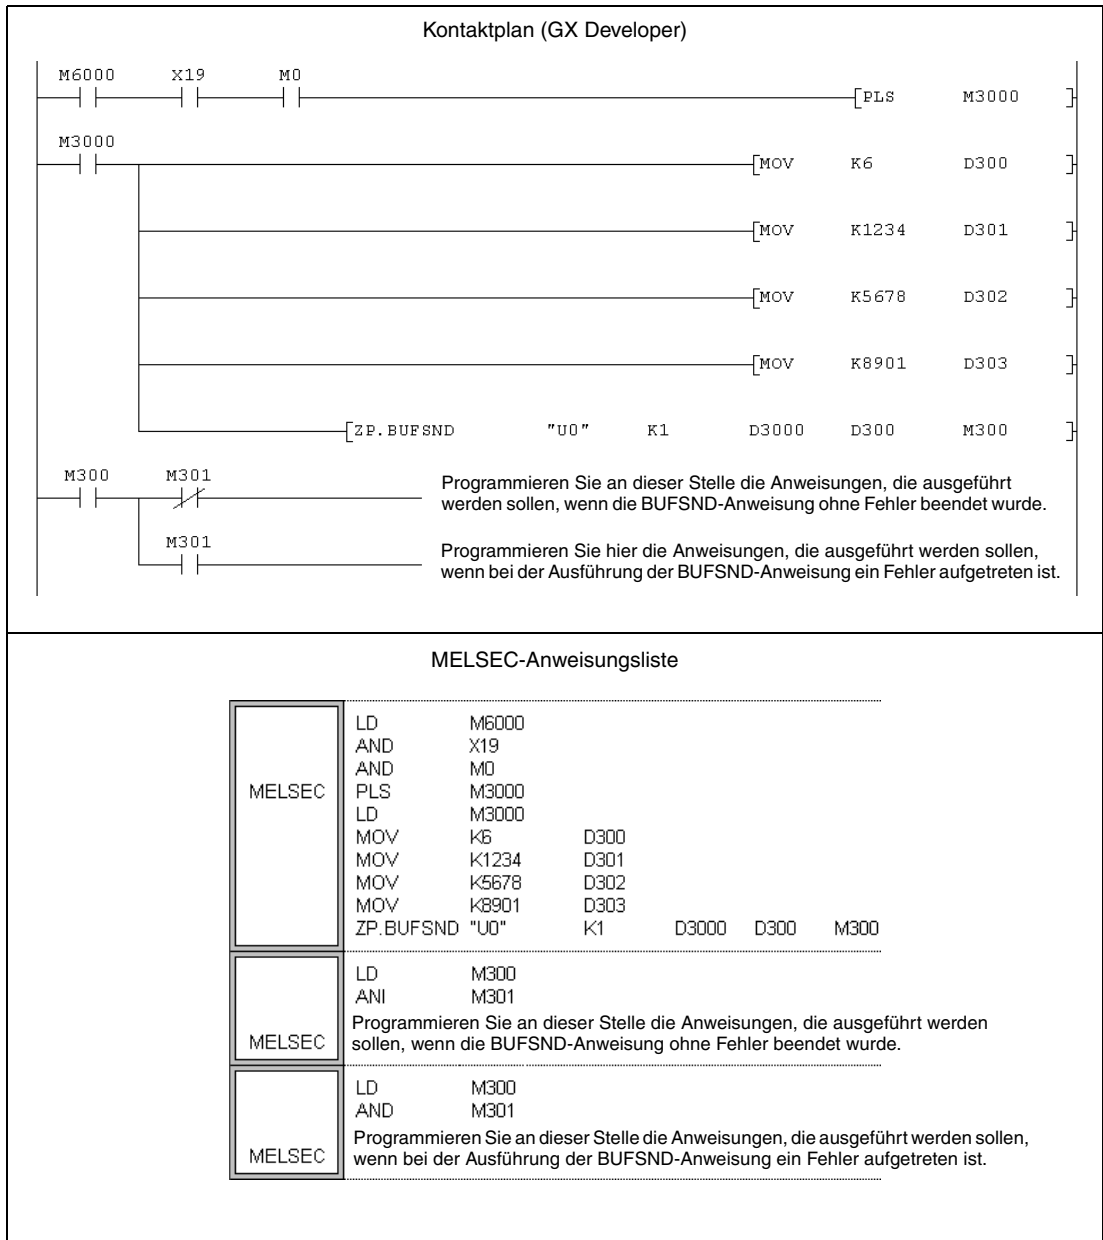 Kontaktplan (GX Developer)
M6000 X19 M0
[PLS M3000 ]
M3000
[MOV K6 D300 ]
[MOV K1234 D301 ]
[MOV K5678 D302 ]
[MOV K8901 D303 ]
[ZP.BUFSND "U0" K1 D3000 D300 M300 ]
M300 M301
Programmieren Sie an dieser Stelle die Anweisungen, die ausgeführt
werden sollen, wenn die BUFSND-Anweisung ohne Fehler beendet wurde.
M301
Programmieren Sie hier die Anweisungen, die ausgeführt werden sollen,
wenn bei der Ausführung der BUFSND-Anweisung ein Fehler aufgetreten ist.
MELSEC-Anweisungsliste
LD M6000
AND X19
AND M0
MELSEC PLS M3000
LD M3000
MOV K6 D300
MOV K1234 D301
MOV K5678 D302
MOV K8901 D303
ZP.BUFSND "U0" K1 D3000 D300 M300
LD M300
ANI M301
Programmieren Sie an dieser Stelle die Anweisungen, die ausgeführt werden
MELSEC sollen, wenn die BUFSND-Anweisung ohne Fehler beendet wurde.
LD M300
AND M301
Programmieren Sie an dieser Stelle die Anweisungen, die ausgeführt werden sollen,
MELSEC wenn bei der Ausführung der BUFSND-Anweisung ein Fehler aufgetreten ist.